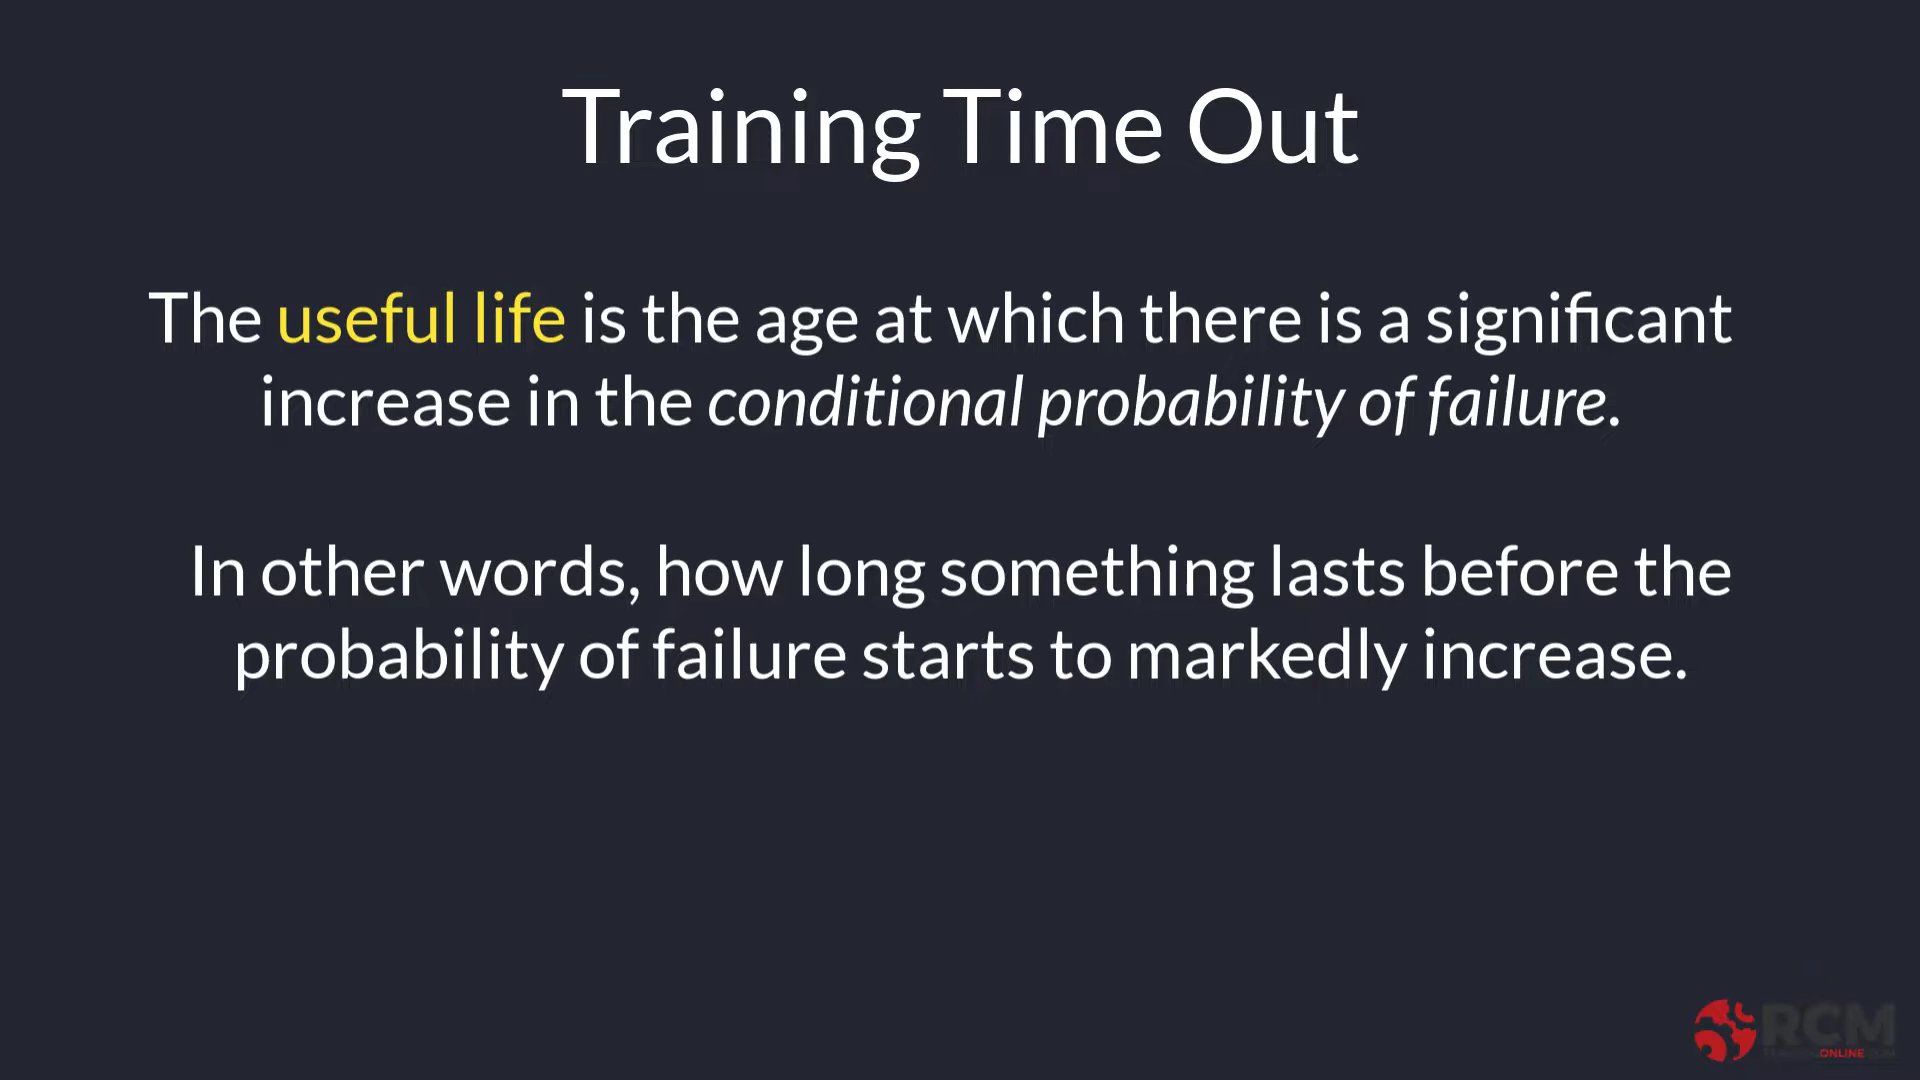 Training Time Out
The useful life is the age at which there is a significant
increase in the conditional probability of failure.
In other words, how long something lasts before the
probability of failure starts to markedly increase.
RCM
ONLINE